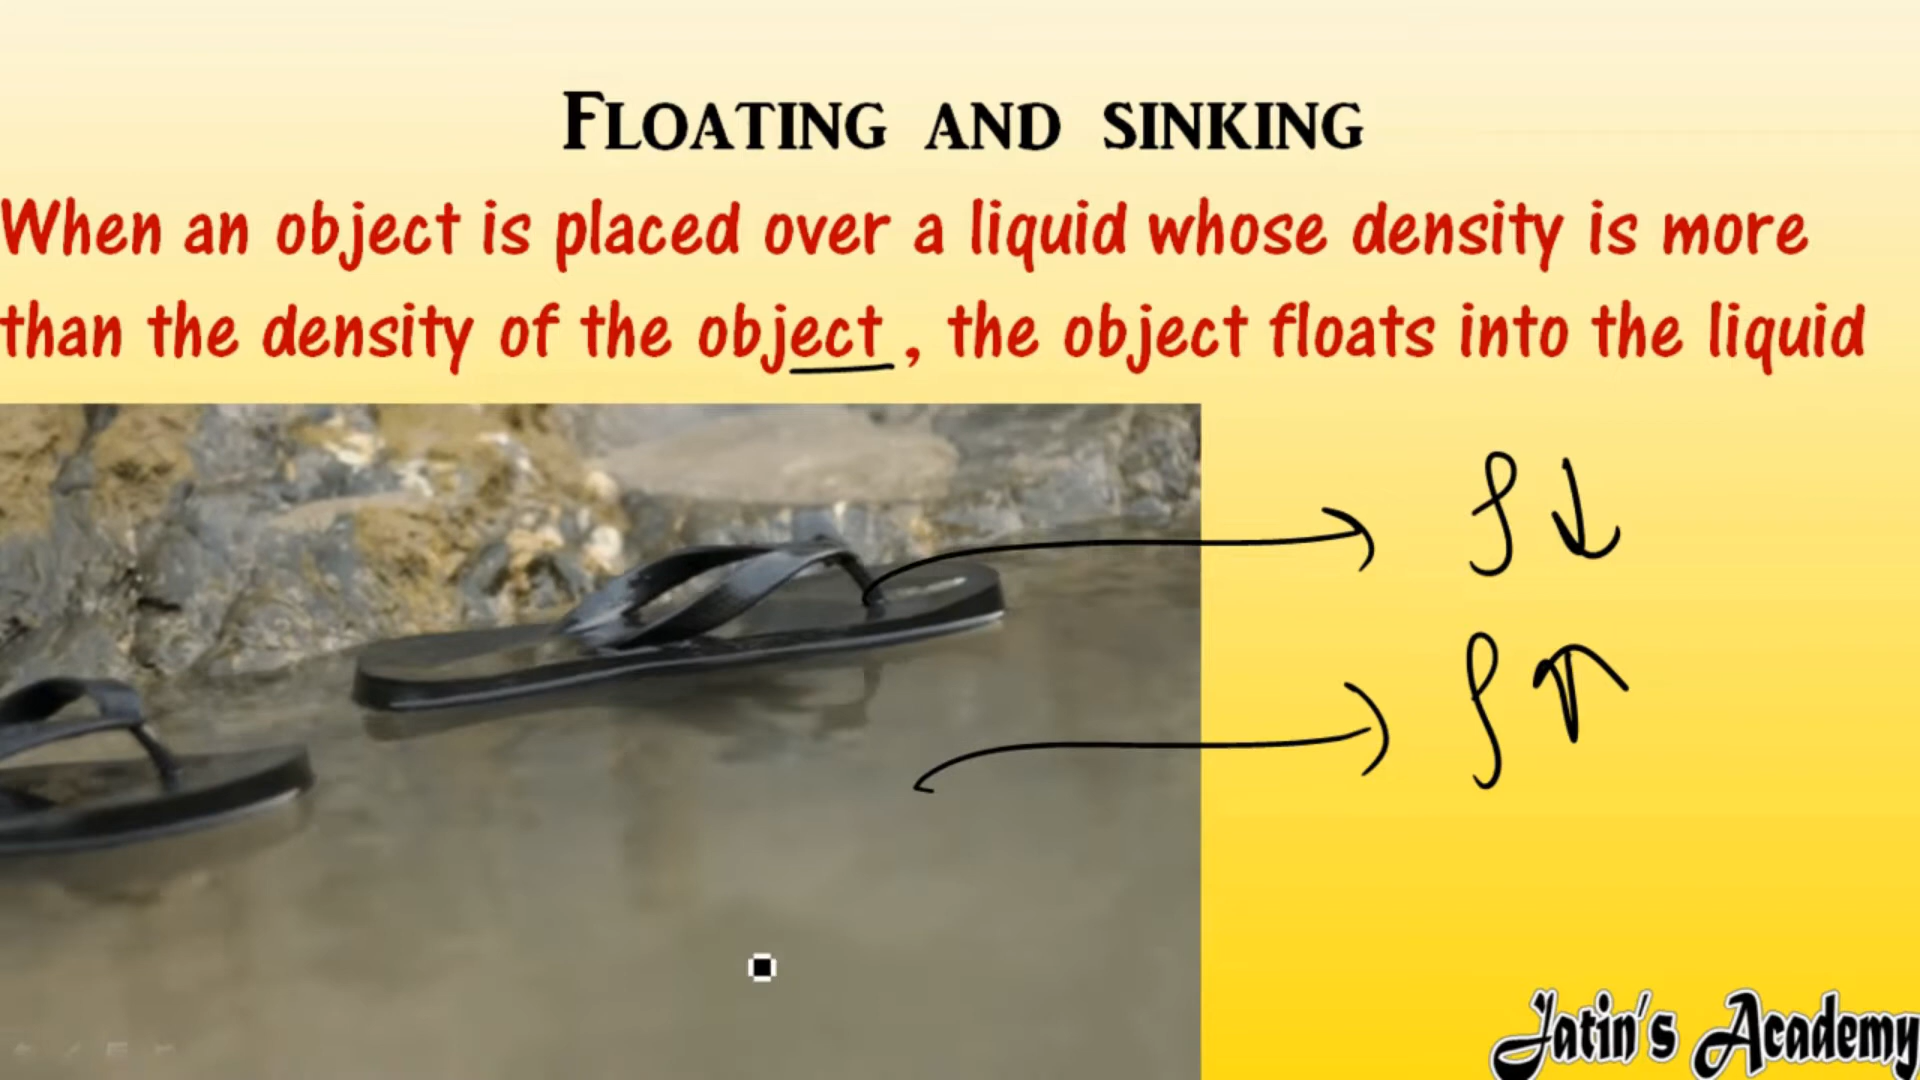 FLOATING AND SINKING
When an object is placed over a liquid whose density is more
than the density of the object, the object floats into the liquid
ρ↓
ρ↑
Jatin's Academy